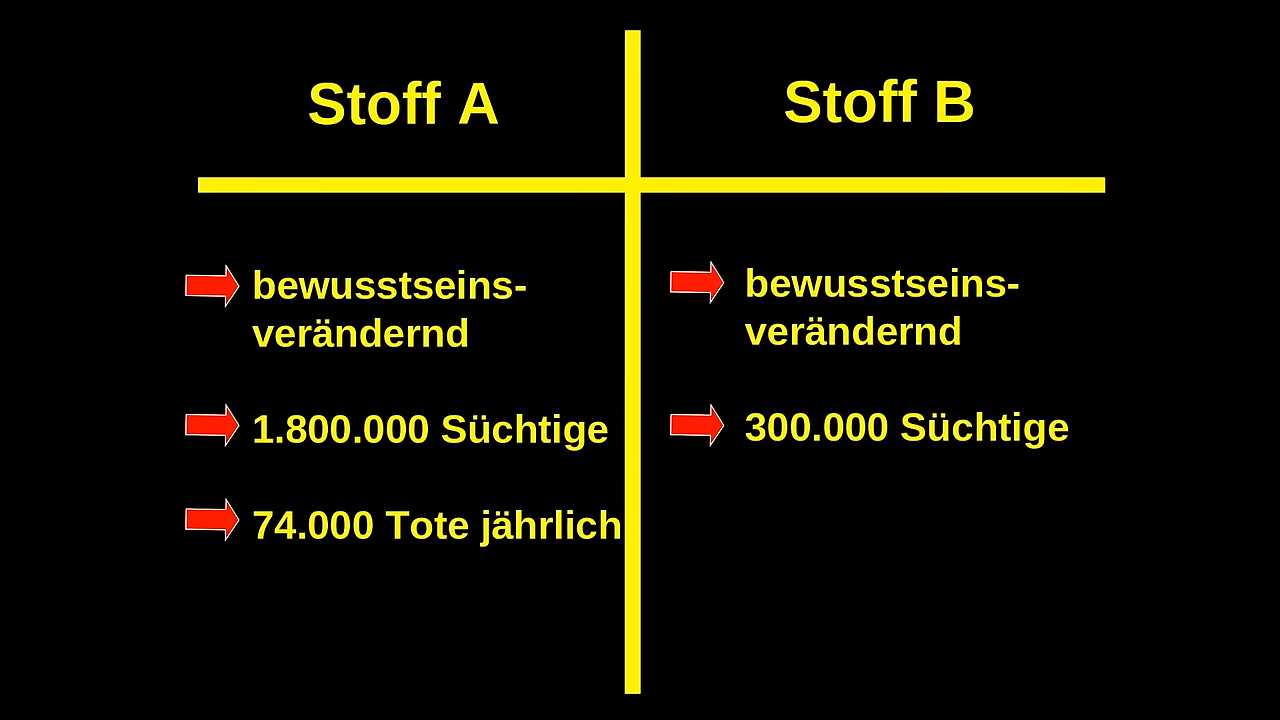 Stoff A
bewusstseins-
verändernd
1.800.000 Süchtige
74.000 Tote jährlich
Stoff B
bewusstseins-
verändernd
300.000 Süchtige